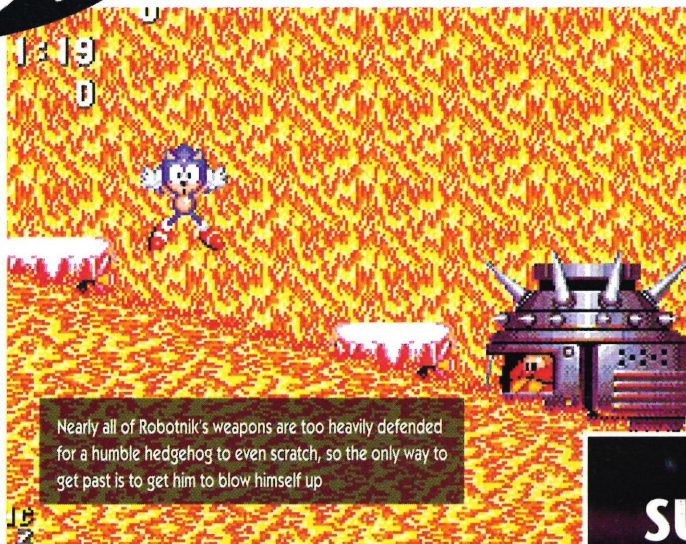 0
1:19
0
Nearly all of Robotnik's weapons are too heavily defended
for a humble hedgehog to even scratch, so the only way to
get past is to get him to blow himself up
SU